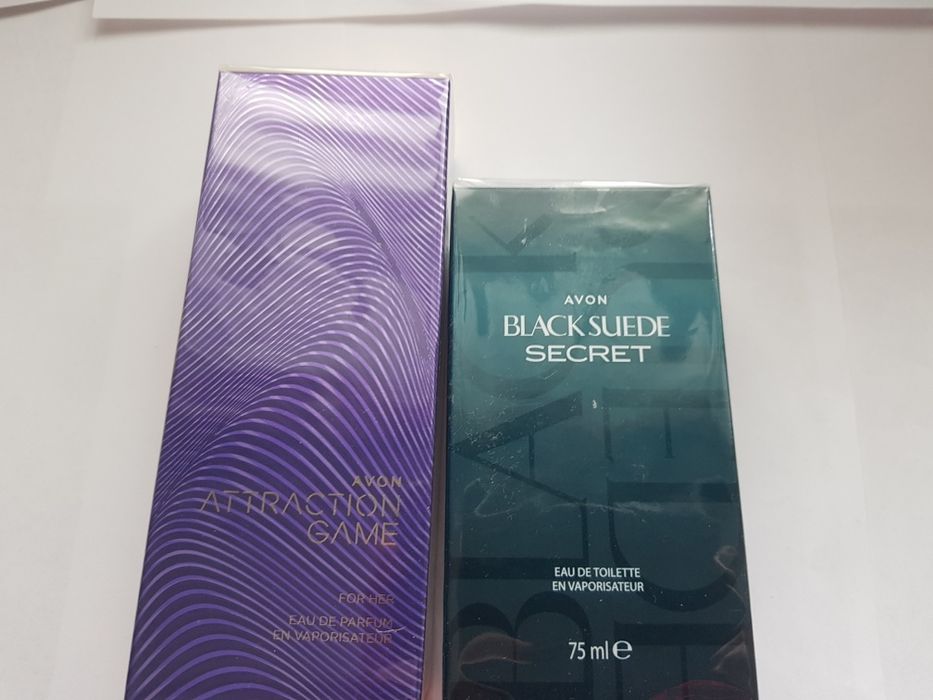 AVON
ATTRACTION
GAME
FOR HER
EAU DE PARFUM
EN VAPORISATEUR
AVON
BLACK SUEDE
SECRET
EAU DE TOILETTE
EN VAPORISATEUR
75 ml e